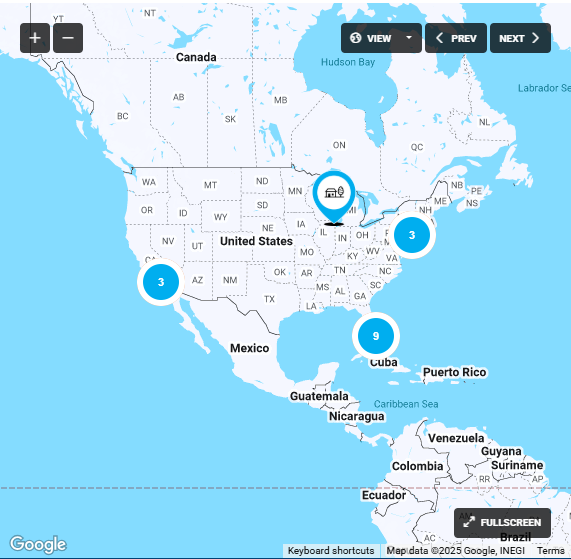 YT
NT
+
−
VIEW
PREV
NEXT
Canada
Hudson Bay
Labrador Se
AB
MB
BC
SK
NL
ON
QC
NB
PE
NS
WA
MT
ND
MN
MI
ME
NH
OR
ID
WY
SD
IA
NE
IL
IN
OH
3
NV
UT
United States
MO
KY
WV
VA
CA
3
AZ
NM
OK
AR
TN
NC
MS
AL
GA
SC
TX
LA
9
Mexico
Cuba
Puerto Rico
Guatemala
Caribbean Sea
Nicaragua
Venezuela
Guyana
Colombia
Suriname
RR
AP
Ecuador
FULLSCREEN
AC
Brazil
Google
Keyboard shortcuts
Map data ©2025 Google, INEGI
Terms